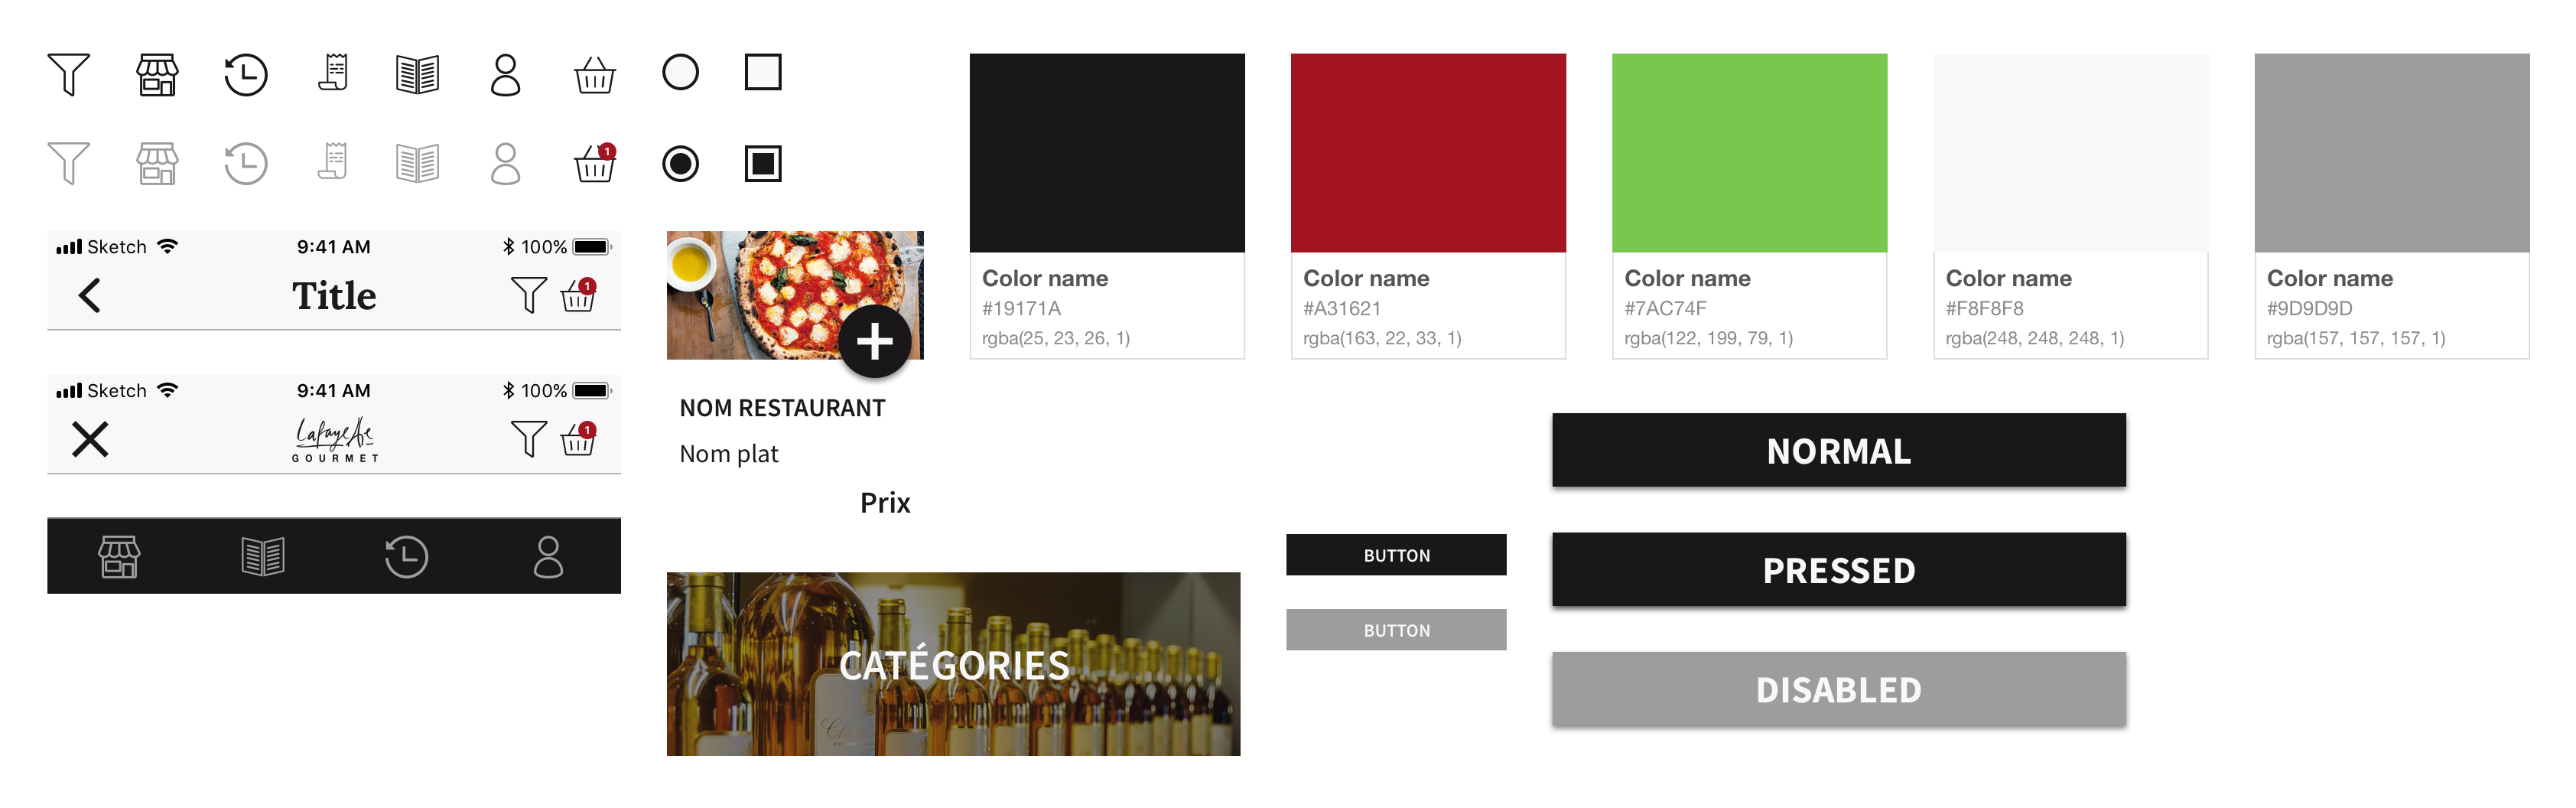 1
Sketch 9:41 AM 100%
Title 1
Sketch 9:41 AM 100%
Lafayette 1
GOURMET
NOM RESTAURANT
Nom plat
Prix
CATÉGORIES
Color name
#19171A
rgba(25, 23, 26, 1)
Color name
#A31621
rgba(163, 22, 33, 1)
Color name
#7AC74F
rgba(122, 199, 79, 1)
Color name
#F8F8F8
rgba(248, 248, 248, 1)
Color name
#9D9D9D
rgba(157, 157, 157, 1)
BUTTON
BUTTON
NORMAL
PRESSED
DISABLED